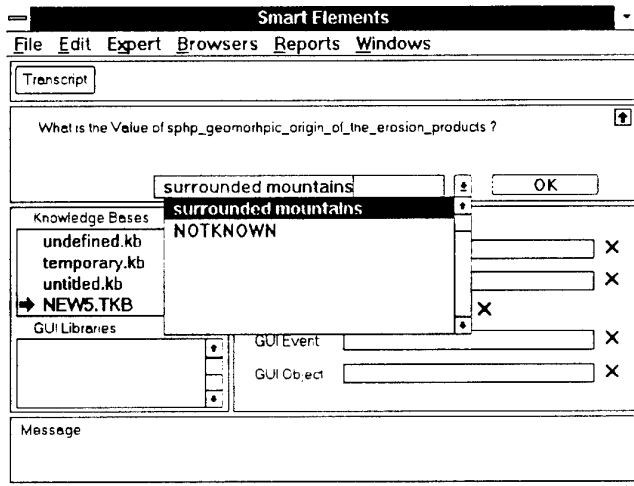 Smart Elements
File Edit Expert Browsers Reports Windows
Transcript
What is the Value of sphp_geomorhpic_origin_of_the_erosion_products ?
surrounded mountains
OK
surrounded mountains
NOTKNOWN
Knowledge Bases
undefined.kb
temporary.kb
untitled.kb
NEW5.TKB
GUI Libraries
GUI Event
GUI Object
Message